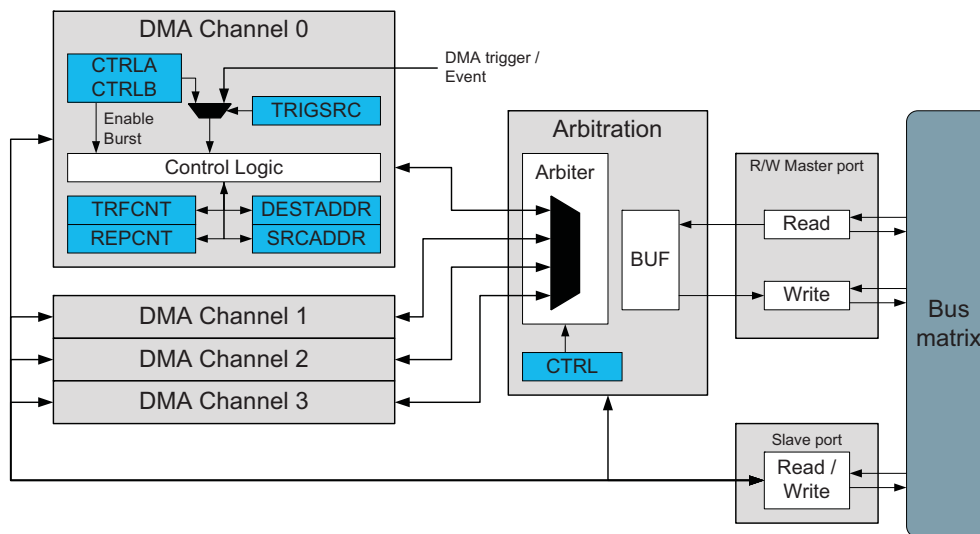 DMA Channel 0
CTRLA
CTRLB
DMA trigger /
Event
TRIGSRC
Enable
Burst
Control Logic
TRFCNT
DESTADDR
REPCNT
SRCADDR
DMA Channel 1
DMA Channel 2
DMA Channel 3
Arbitration
Arbiter
BUF
CTRL
R/W Master port
Read
Write
Slave port
Read /
Write
Bus
matrix